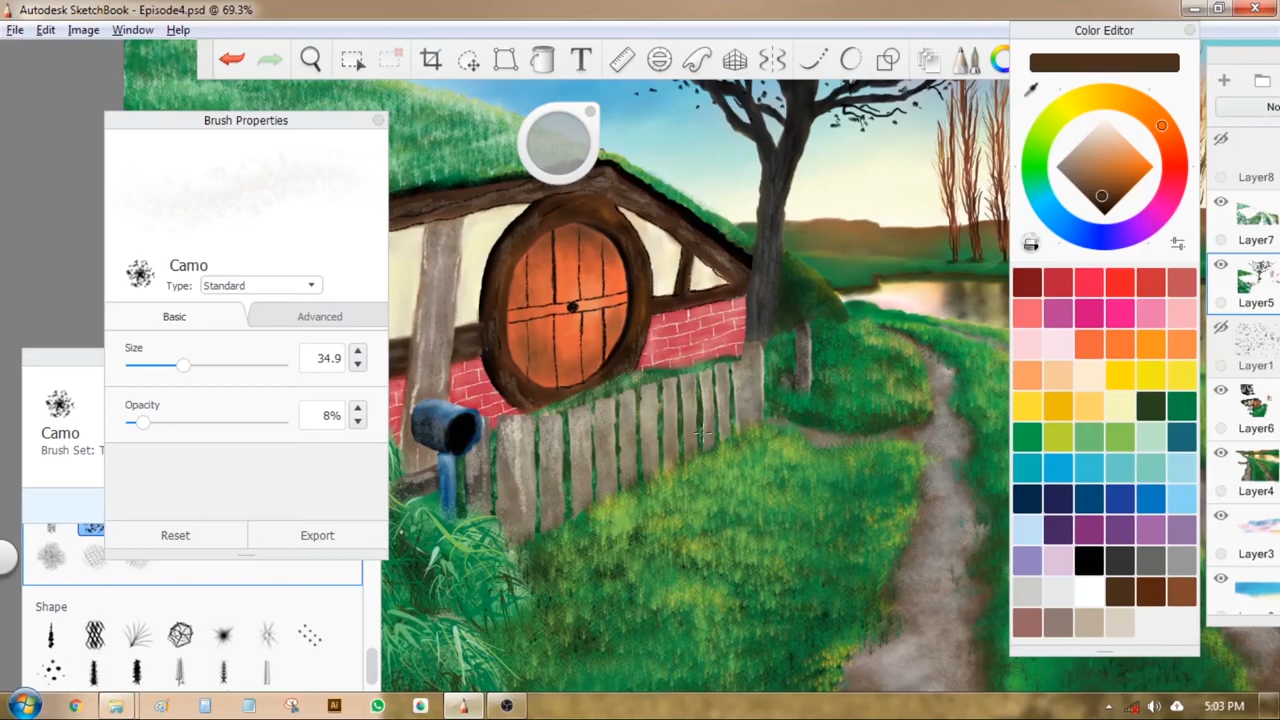 Autodesk SketchBook - Episode4.psd @ 69.3%
File Edit Image Window Help
T
Color Editor
Brush Properties
No
Layer8
Layer7
Camo
Type: Standard
Basic Advanced
Layer5
Size
34.9
Layer1
Opacity
8%
Layer6
Camo
Brush Set: T
Layer4
Reset Export
Layer3
Shape
Ai
5:03 PM